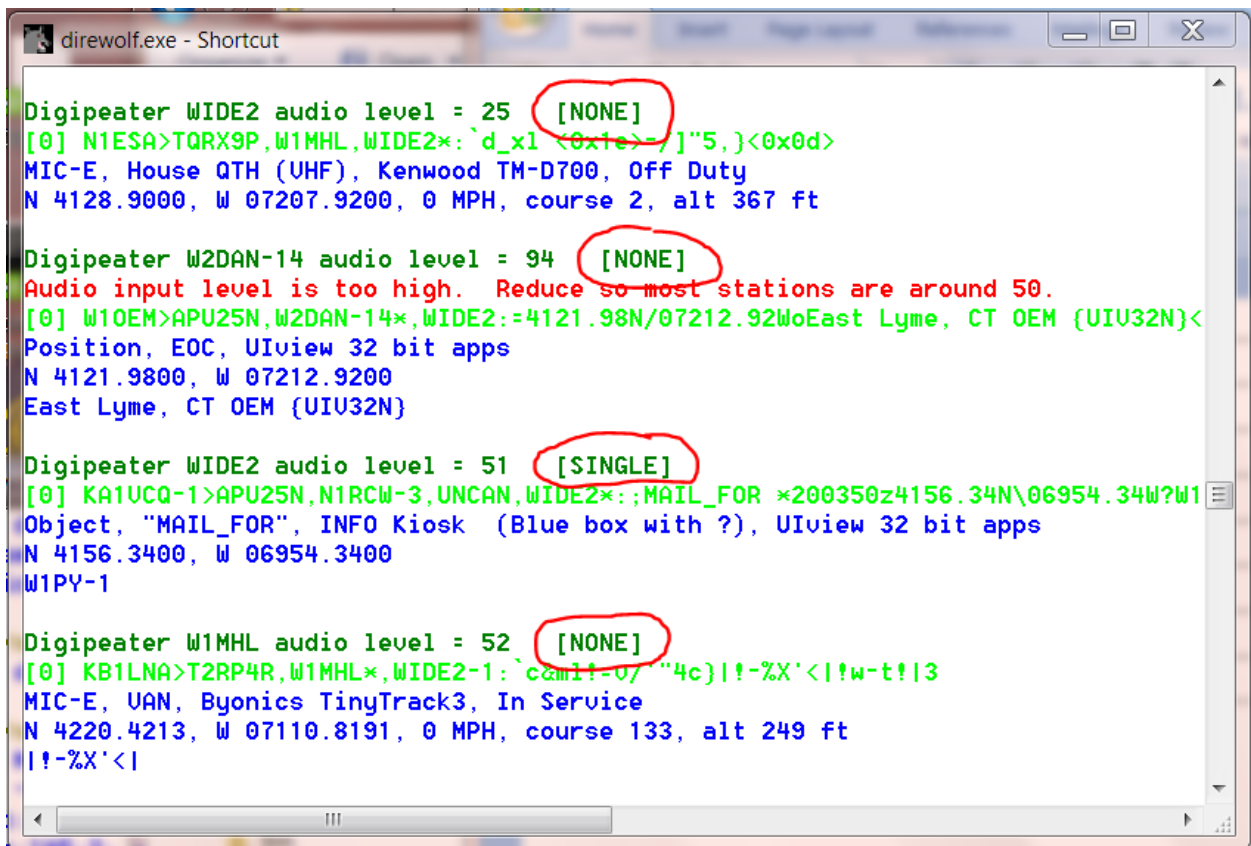 direwolf.exe - Shortcut
Digipeater WIDE2 audio level = 25 [NONE]
[0] N1ESA>TQRX9P,W1MHL,WIDE2*:`d_xl <0x1e>-/]"5,}<0x0d>
MIC-E, House QTH (VHF), Kenwood TM-D700, Off Duty
N 4128.9000, W 07207.9200, 0 MPH, course 2, alt 367 ft
Digipeater W2DAN-14 audio level = 94 [NONE]
Audio input level is too high. Reduce so most stations are around 50.
[0] W1OEM>APU25N,W2DAN-14*,WIDE2:=4121.98N/07212.92WoEast Lyme, CT OEM {UIV32N}<
Position, EOC, UIview 32 bit apps
N 4121.9800, W 07212.9200
East Lyme, CT OEM {UIV32N}
Digipeater WIDE2 audio level = 51 [SINGLE]
[0] KA1VCQ-1>APU25N,N1RCW-3,UNCAN,WIDE2*:;MAIL_FOR *200350z4156.34N\06954.34W?W1
Object, "MAIL_FOR", INFO Kiosk (Blue box with ?), UIview 32 bit apps
N 4156.3400, W 06954.3400
W1PY-1
Digipeater W1MHL audio level = 52 [NONE]
[0] KB1LNA>T2RP4R,W1MHL*,WIDE2-1:`c&ml!-v/'"4c}|!-%X'<|!w-t!|3
MIC-E, VAN, Byonics TinyTrack3, In Service
N 4220.4213, W 07110.8191, 0 MPH, course 133, alt 249 ft
|!-%X'<|